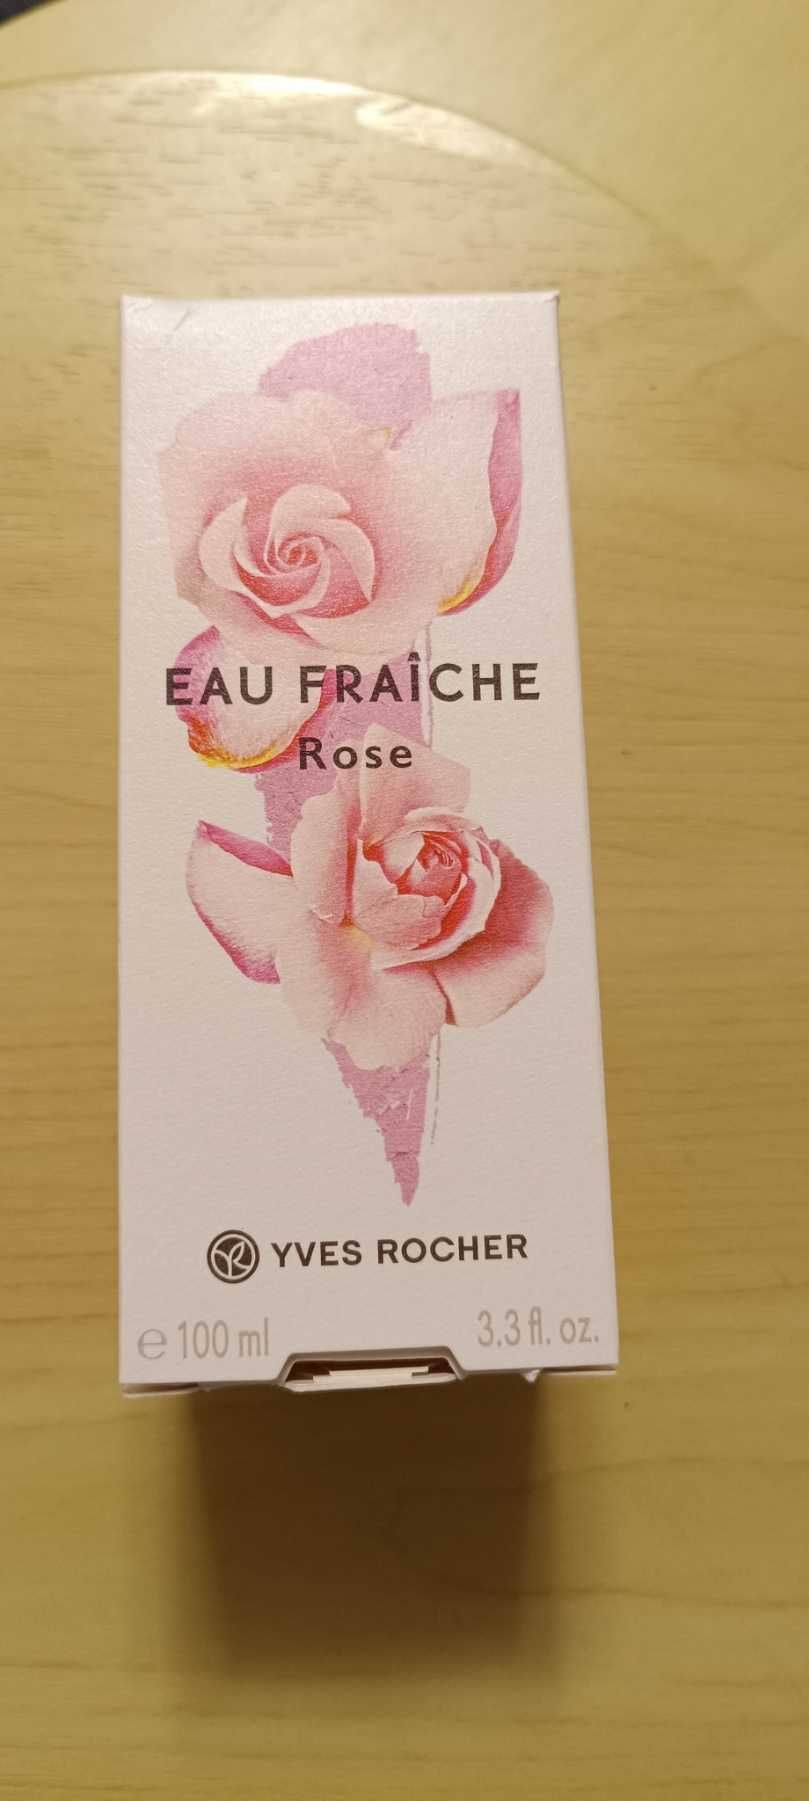 EAU FRAÎCHE
Rose
YVES ROCHER
℮ 100 ml 3.3 fl. oz.